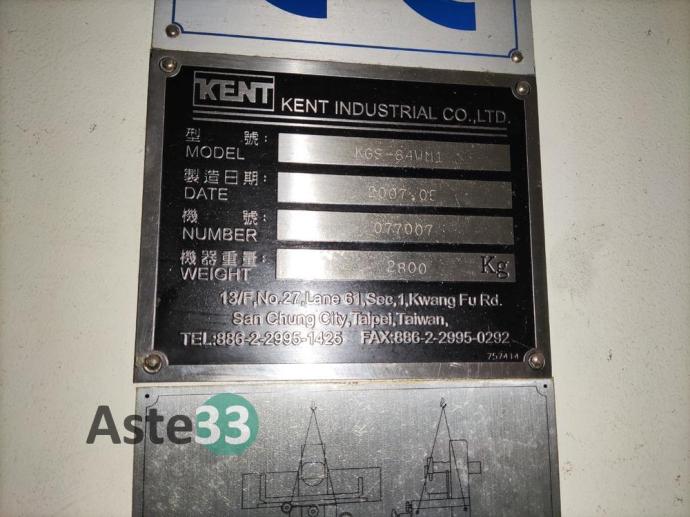 CE
KENT KENT INDUSTRIAL CO.,LTD.
型 號:
MODEL KGS-84WM1
製造日期:
DATE 2007.05
機 號:
NUMBER 077007
機器重量:
WEIGHT 2800 Kg
13/F,No.27,Lane 61,Sec,1,Kwang Fu Rd.
San Chung City,Taipei,Taiwan,
TEL:886-2-2995-1425 FAX:886-2-2995-0292
757414
Aste33